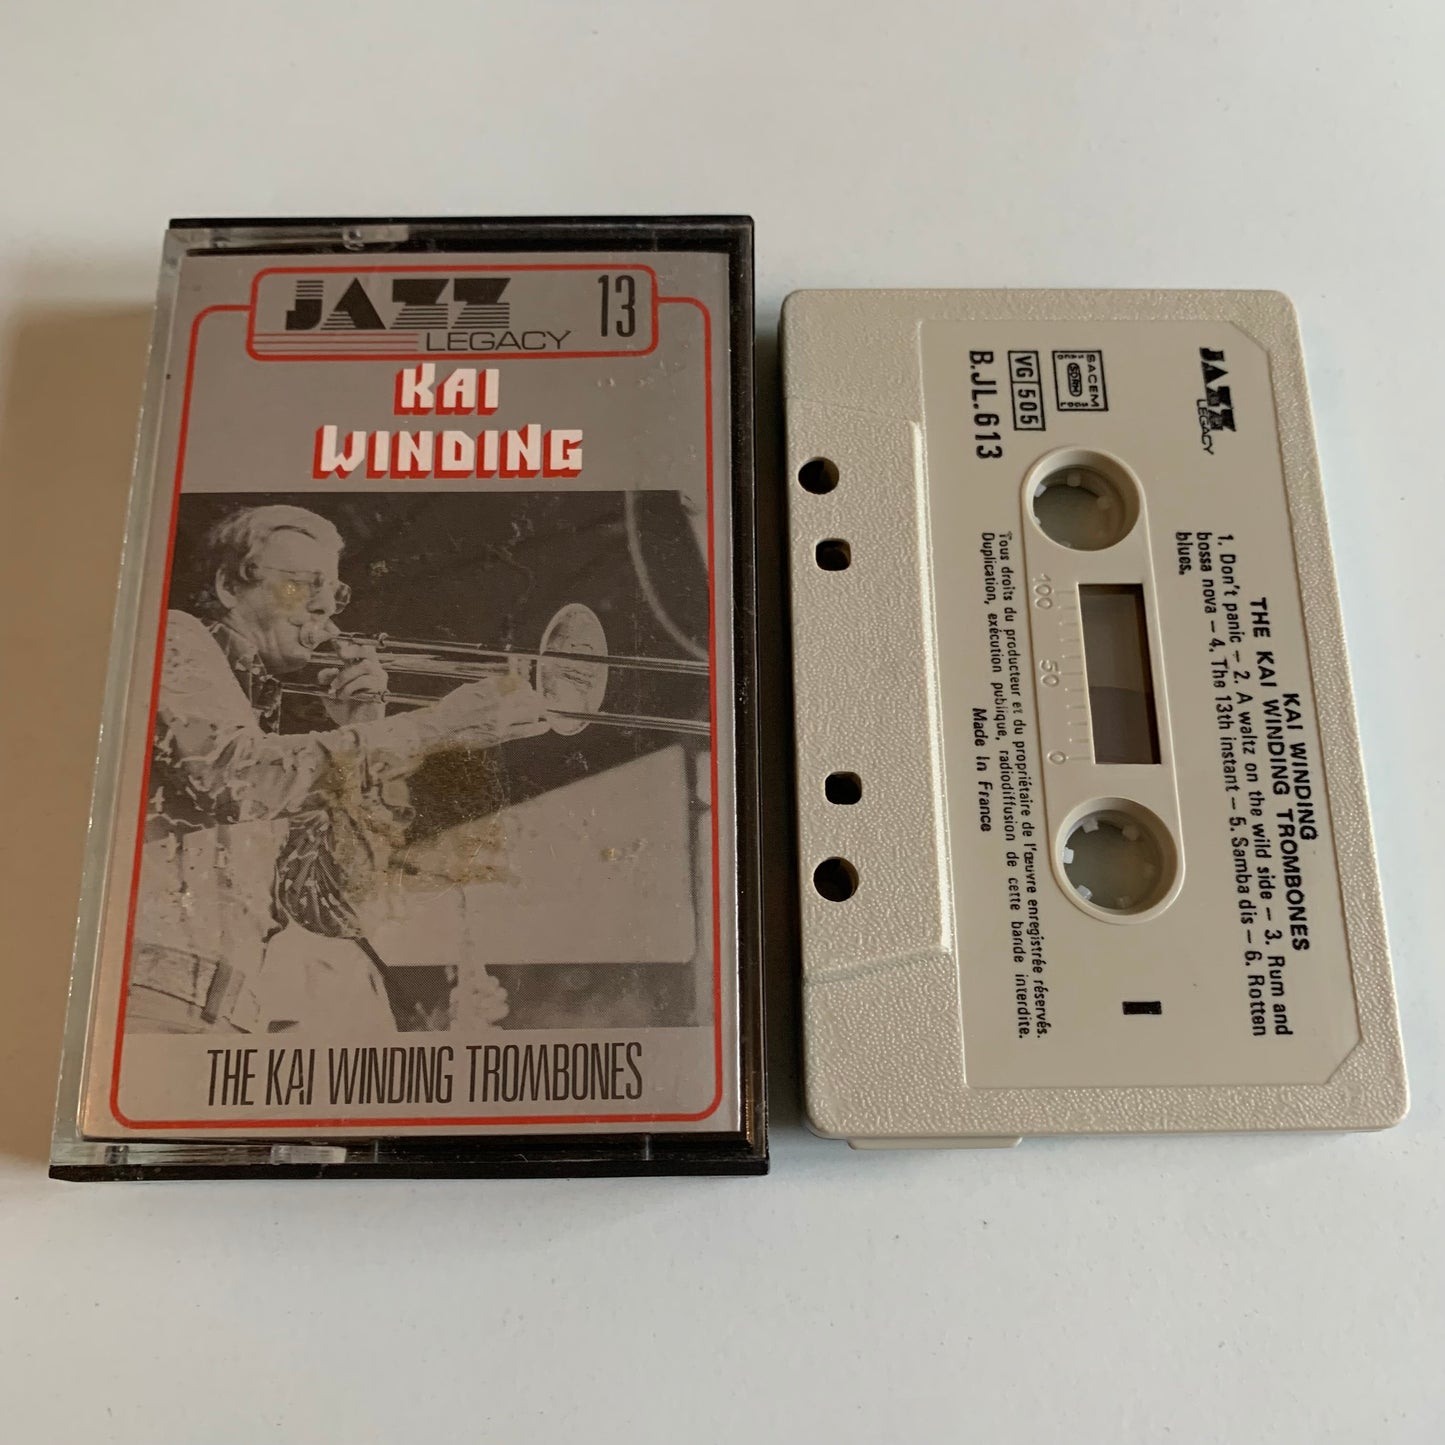 JAZZ
LEGACY
13
KAI
WINDING
THE KAI WINDING TROMBONES
JAZZ
LEGACY
KAI WINDING
THE KAI WINDING TROMBONES
1. Don't panic – 2. A waltz on the wild side – 3. Rum and
bossa nova – 4. The 13th instant – 5. Samba dis – 6. Rotten
blues.
SACEM
SDRM
VG 505
B.JL.613
100 50 0
I
Tous droits du producteur et du propriétaire de l'œuvre enregistrée réservés.
Duplication, exécution publique, radiodiffusion de cette bande interdite.
Made In France